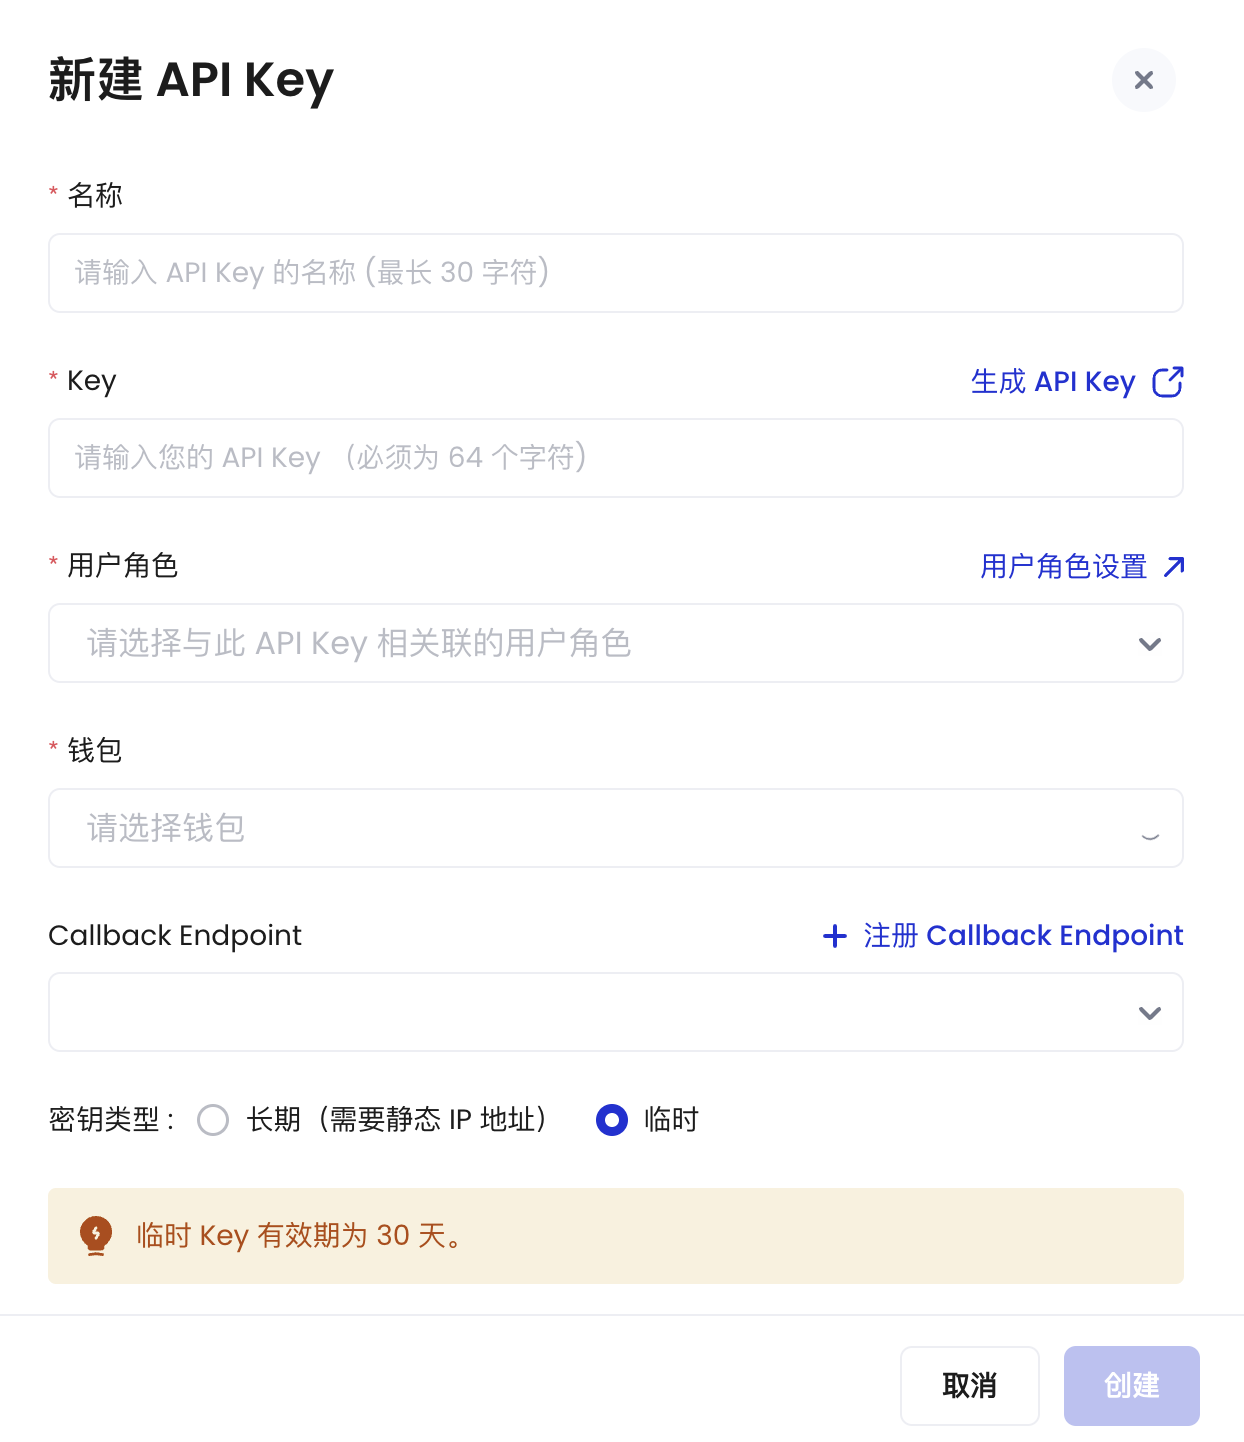 新建 API Key
* 名称
请输入 API Key 的名称 (最长 30 字符)
* Key
生成 API Key
请输入您的 API Key （必须为 64 个字符)
* 用户角色
用户角色设置
请选择与此 API Key 相关联的用户角色
* 钱包
请选择钱包
Callback Endpoint
注册 Callback Endpoint
密钥类型 : 长期（需要静态 IP 地址） 临时
临时 Key 有效期为 30 天。
取消 创建